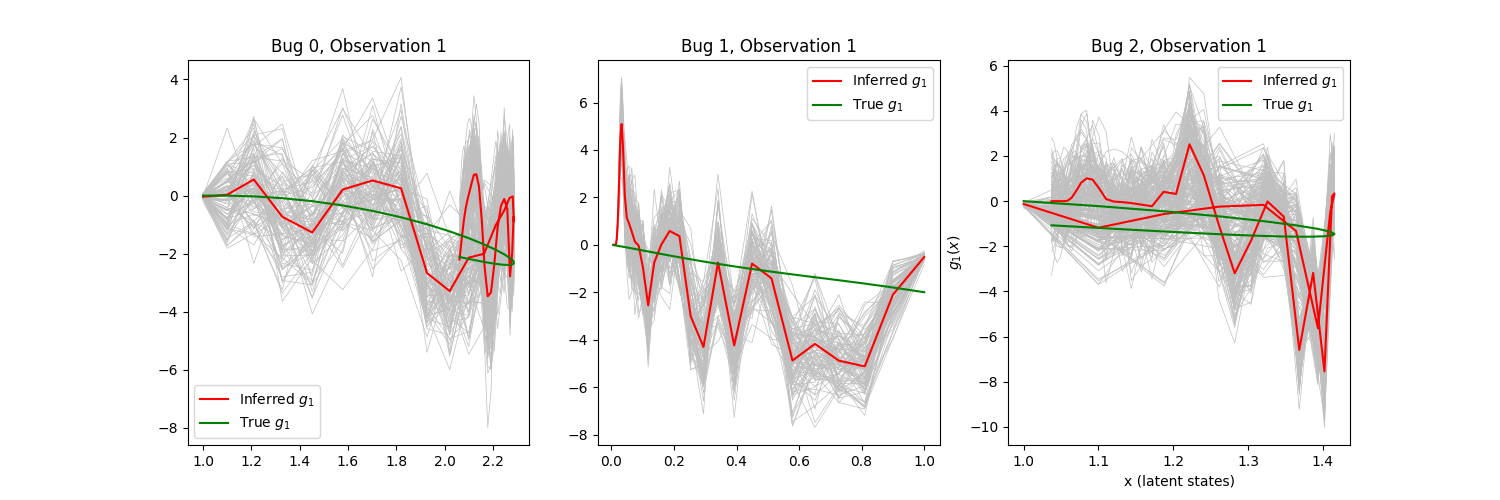 Bug 0, Observation 1
4
2
0
−2
−4
−6
−8
1.0 1.2 1.4 1.6 1.8 2.0 2.2
Inferred g₁
True g₁
Bug 1, Observation 1
6
4
2
0
−2
−4
−6
−8
0.0 0.2 0.4 0.6 0.8 1.0
Inferred g₁
True g₁
Bug 2, Observation 1
6
4
2
0
−2
−4
−6
−8
−10
g₁(x)
1.0 1.1 1.2 1.3 1.4
x (latent states)
Inferred g₁
True g₁